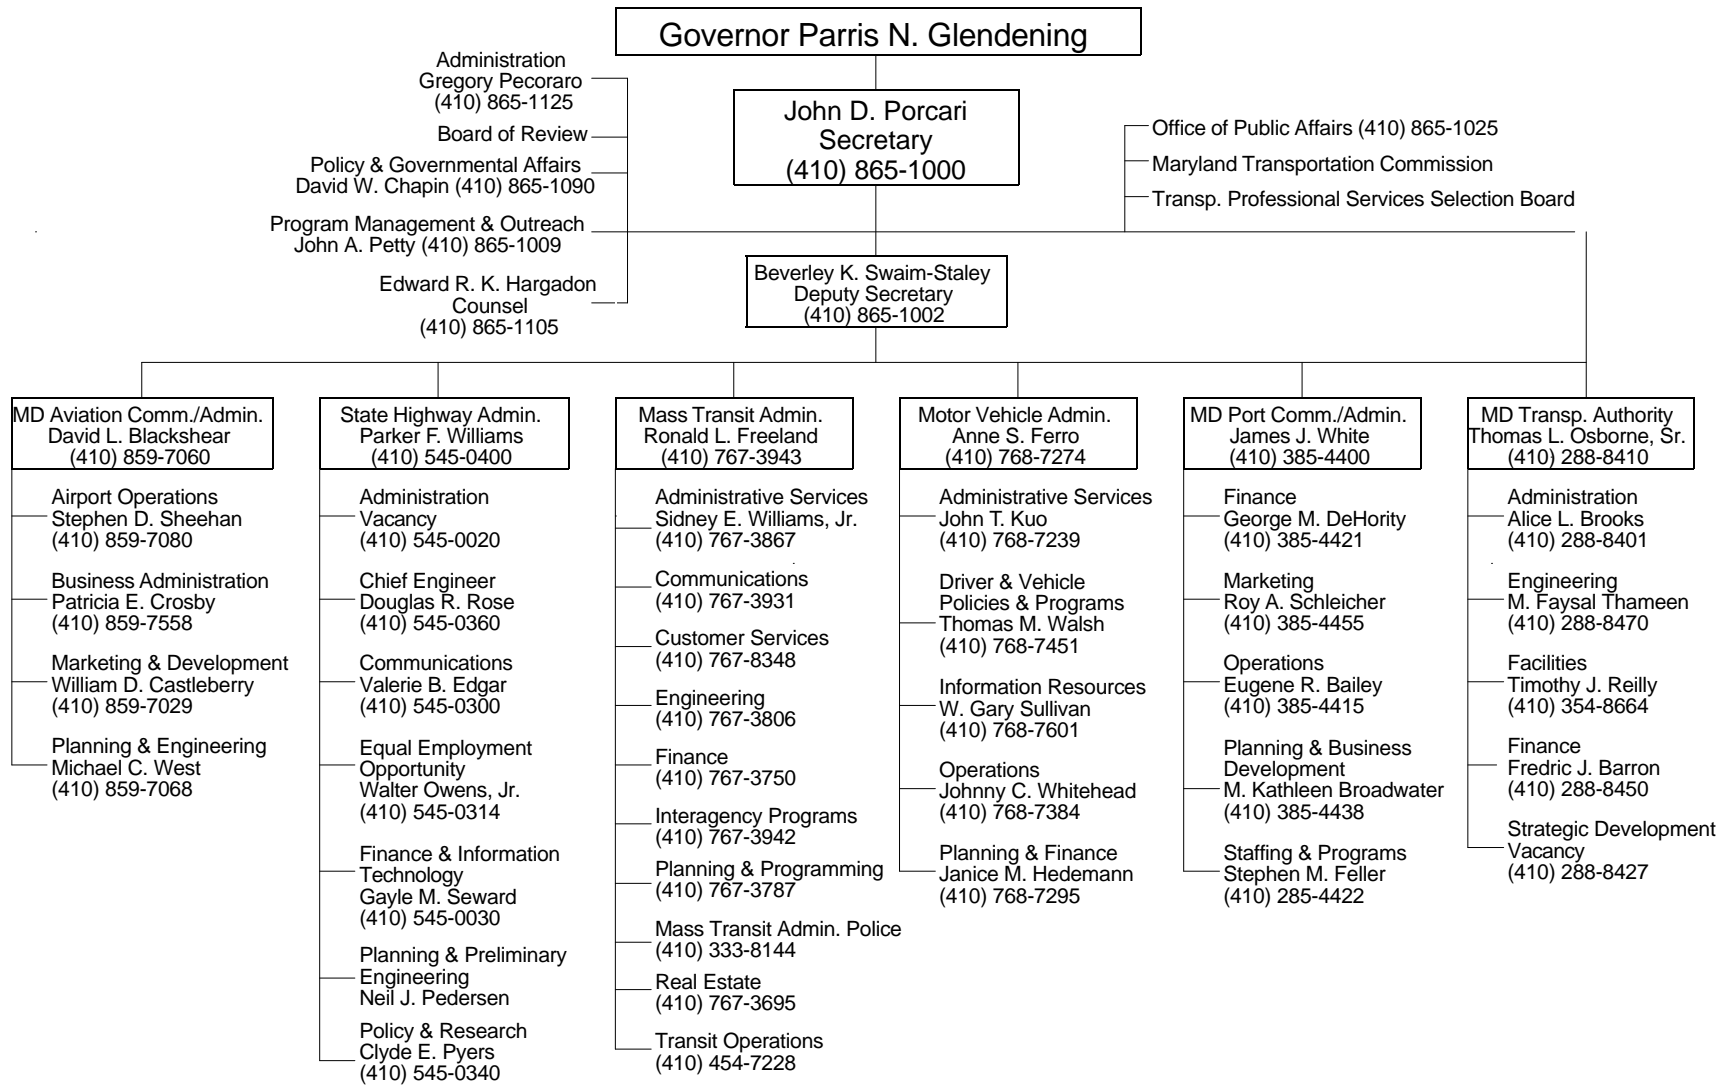 Governor Parris N. Glendening
Administration
Gregory Pecoraro
(410) 865-1125
Board of Review
Policy & Governmental Affairs
David W. Chapin (410) 865-1090
Program Management & Outreach
John A. Petty (410) 865-1009
Edward R. K. Hargadon
Counsel
(410) 865-1105
John D. Porcari
Secretary
(410) 865-1000
Office of Public Affairs (410) 865-1025
Maryland Transportation Commission
Transp. Professional Services Selection Board
Beverley K. Swaim-Staley
Deputy Secretary
(410) 865-1002
MD Aviation Comm./Admin.
David L. Blackshear
(410) 859-7060
Airport Operations
Stephen D. Sheehan
(410) 859-7080
Business Administration
Patricia E. Crosby
(410) 859-7558
Marketing & Development
William D. Castleberry
(410) 859-7029
Planning & Engineering
Michael C. West
(410) 859-7068
State Highway Admin.
Parker F. Williams
(410) 545-0400
Administration
Vacancy
(410) 545-0020
Chief Engineer
Douglas R. Rose
(410) 545-0360
Communications
Valerie B. Edgar
(410) 545-0300
Equal Employment
Opportunity
Walter Owens, Jr.
(410) 545-0314
Finance & Information
Technology
Gayle M. Seward
(410) 545-0030
Planning & Preliminary
Engineering
Neil J. Pedersen
Policy & Research
Clyde E. Pyers
(410) 545-0340
Mass Transit Admin.
Ronald L. Freeland
(410) 767-3943
Administrative Services
Sidney E. Williams, Jr.
(410) 767-3867
Communications
(410) 767-3931
Customer Services
(410) 767-8348
Engineering
(410) 767-3806
Finance
(410) 767-3750
Interagency Programs
(410) 767-3942
Planning & Programming
(410) 767-3787
Mass Transit Admin. Police
(410) 333-8144
Real Estate
(410) 767-3695
Transit Operations
(410) 454-7228
Motor Vehicle Admin.
Anne S. Ferro
(410) 768-7274
Administrative Services
John T. Kuo
(410) 768-7239
Driver & Vehicle
Policies & Programs
Thomas M. Walsh
(410) 768-7451
Information Resources
W. Gary Sullivan
(410) 768-7601
Operations
Johnny C. Whitehead
(410) 768-7384
Planning & Finance
Janice M. Hedemann
(410) 768-7295
MD Port Comm./Admin.
James J. White
(410) 385-4400
Finance
George M. DeHority
(410) 385-4421
Marketing
Roy A. Schleicher
(410) 385-4455
Operations
Eugene R. Bailey
(410) 385-4415
Planning & Business
Development
M. Kathleen Broadwater
(410) 385-4438
Staffing & Programs
Stephen M. Feller
(410) 285-4422
MD Transp. Authority
Thomas L. Osborne, Sr.
(410) 288-8410
Administration
Alice L. Brooks
(410) 288-8401
Engineering
M. Faysal Thameen
(410) 288-8470
Facilities
Timothy J. Reilly
(410) 354-8664
Finance
Fredric J. Barron
(410) 288-8450
Strategic Development
Vacancy
(410) 288-8427